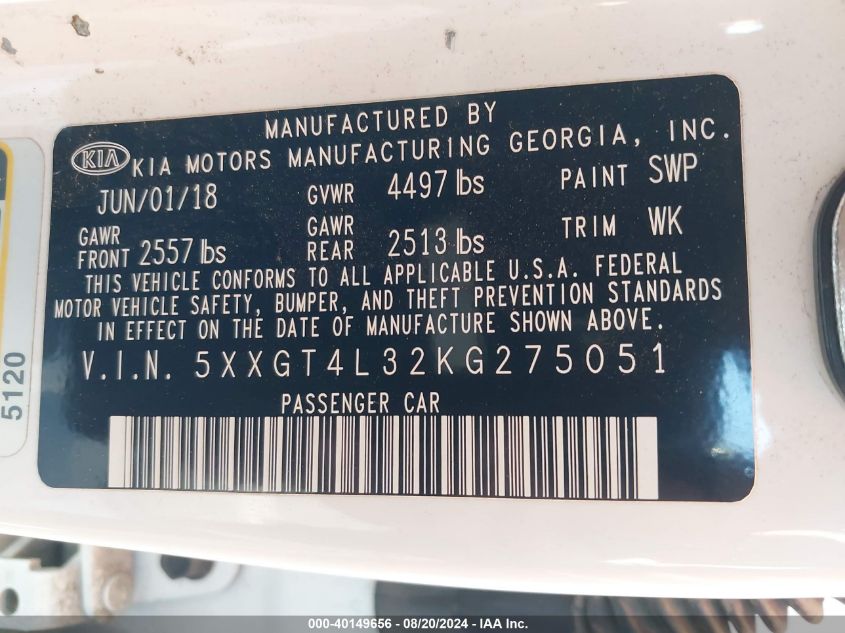 MANUFACTURED BY
KIA KIA MOTORS MANUFACTURING GEORGIA, INC.
JUN/01/18 GVWR 4497 lbs PAINT SWP
GAWR FRONT 2557 lbs GAWR REAR 2513 lbs TRIM WK
THIS VEHICLE CONFORMS TO ALL APPLICABLE U.S.A. FEDERAL
MOTOR VEHICLE SAFETY, BUMPER, AND THEFT PREVENTION STANDARDS
IN EFFECT ON THE DATE OF MANUFACTURE SHOWN ABOVE.
V.I.N. 5XXGT4L32KG275051
PASSENGER CAR
5120
000-40149656 - 08/20/2024 - IAA Inc.